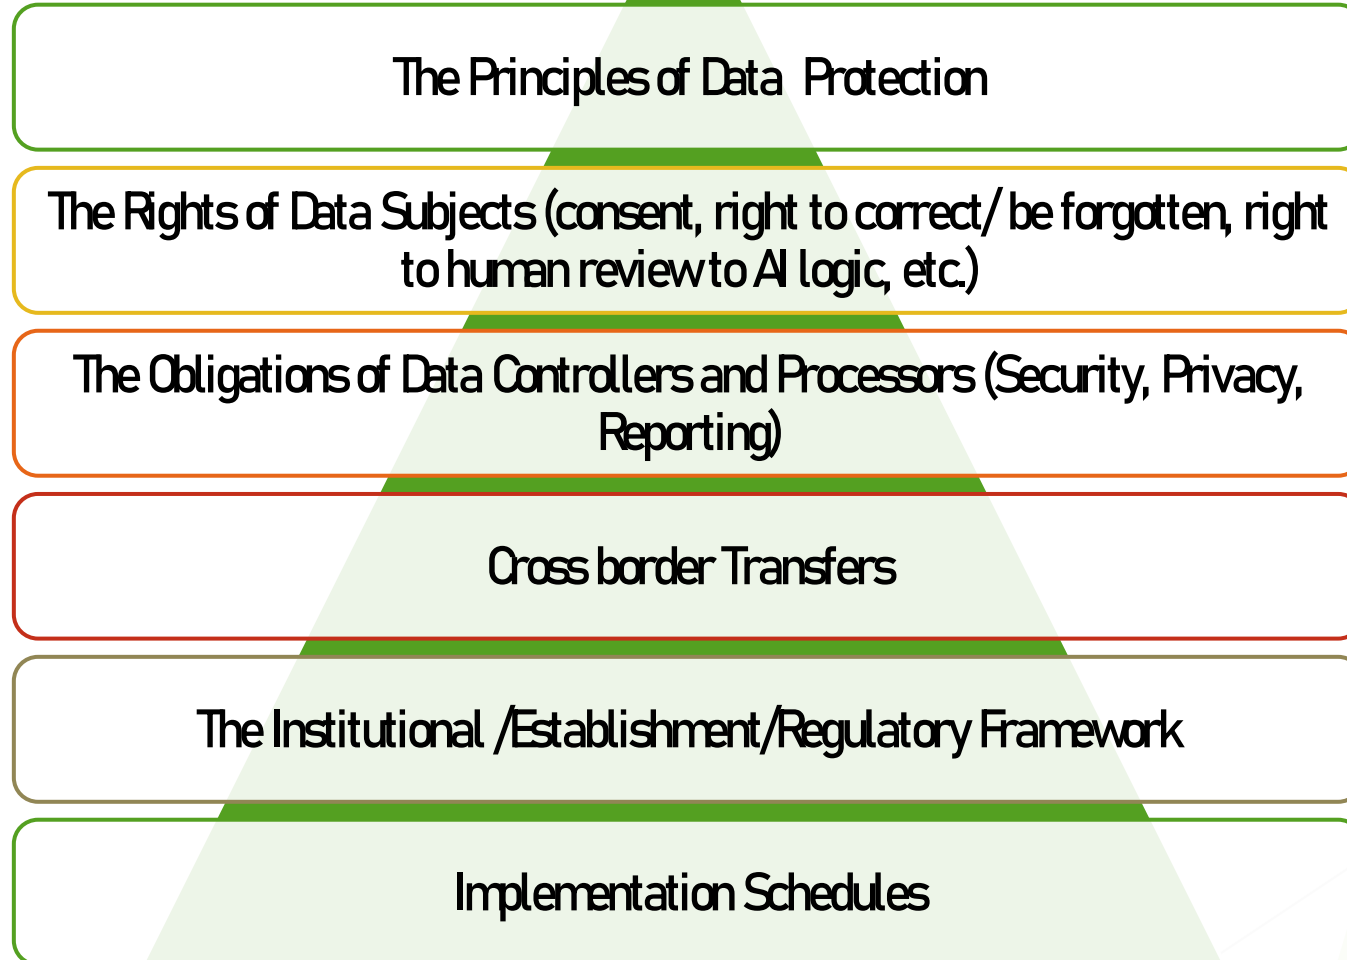 The Principles of Data Protection
The Rights of Data Subjects (consent, right to correct/ be forgotten, right
to human review to AI logic, etc.)
The Obligations of Data Controllers and Processors (Security, Privacy,
Reporting)
Cross border Transfers
The Institutional /Establishment/Regulatory Framework
Implementation Schedules